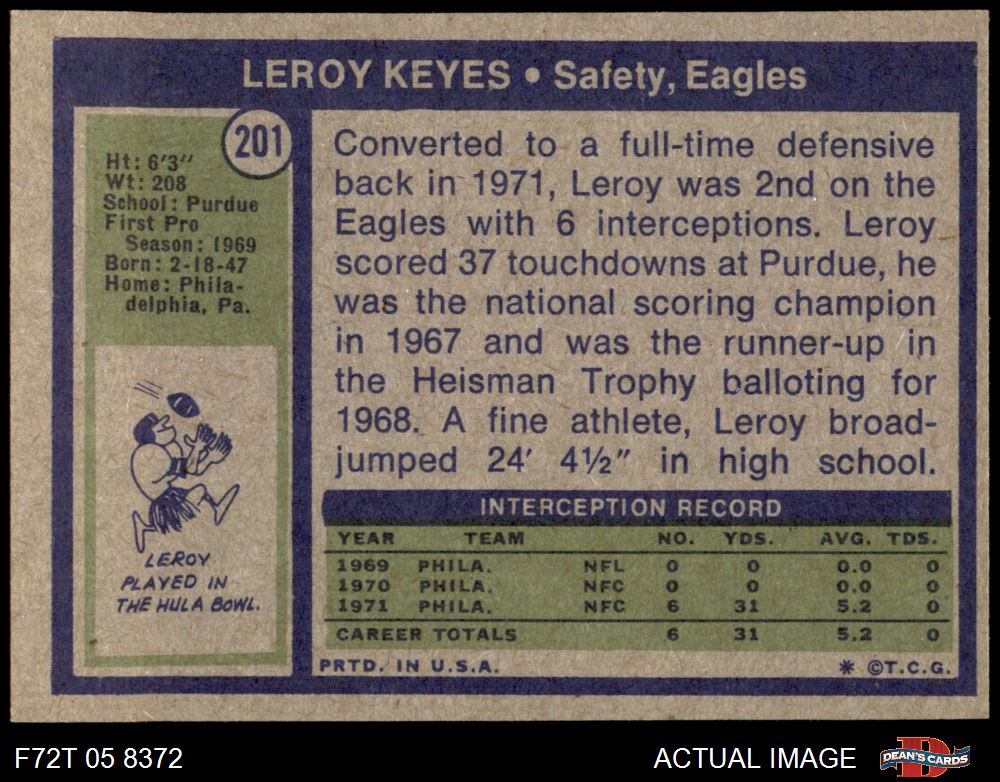 LEROY KEYES • Safety, Eagles
201
Ht: 6'3"
Wt: 208
School: Purdue
First Pro
Season: 1969
Born: 2-18-47
Home: Phila-
delphia, Pa.
LEROY
PLAYED IN
THE HULA BOWL.
Converted to a full-time defensive
back in 1971, Leroy was 2nd on the
Eagles with 6 interceptions. Leroy
scored 37 touchdowns at Purdue, he
was the national scoring champion
in 1967 and was the runner-up in
the Heisman Trophy balloting for
1968. A fine athlete, Leroy broad-
jumped 24' 4½" in high school.
INTERCEPTION RECORD
YEAR TEAM NO. YDS. AVG. TDS.
1969 PHILA. NFL 0 0 0.0 0
1970 PHILA. NFC 0 0 0.0 0
1971 PHILA. NFC 6 31 5.2 0
CAREER TOTALS 6 31 5.2 0
PRTD. IN U.S.A. * ©T.C.G.
F72T 05 8372 ACTUAL IMAGE DEAN'S CARDS